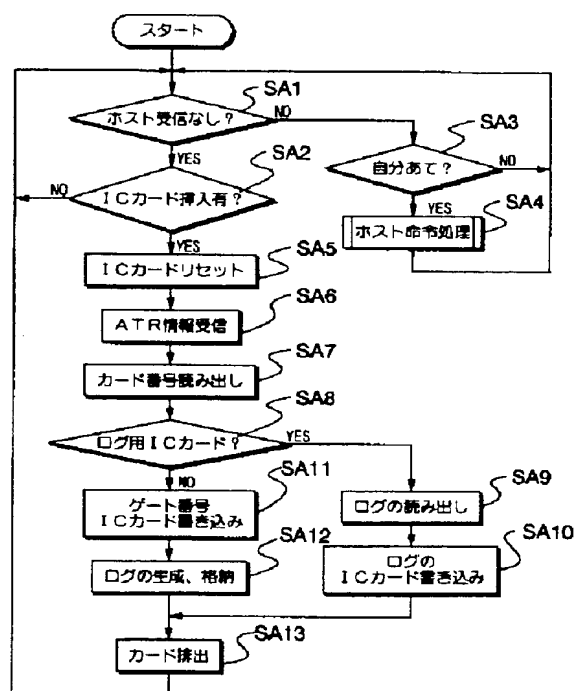 スタート
SA1
ホスト受信なし?
NO
SA3
YES
SA2
自分あて?
NO
NO
ICカード挿入有?
YES
SA4
ホスト命令処理
YES
SA5
ICカードリセット
SA6
ATR情報受信
SA7
カード番号読み出し
SA8
ログ用ICカード?
YES
NO
SA11
SA9
ゲート番号
ICカード書き込み
ログの読み出し
SA12
SA10
ログの生成、格納
ログの
ICカード書き込み
SA13
カード排出